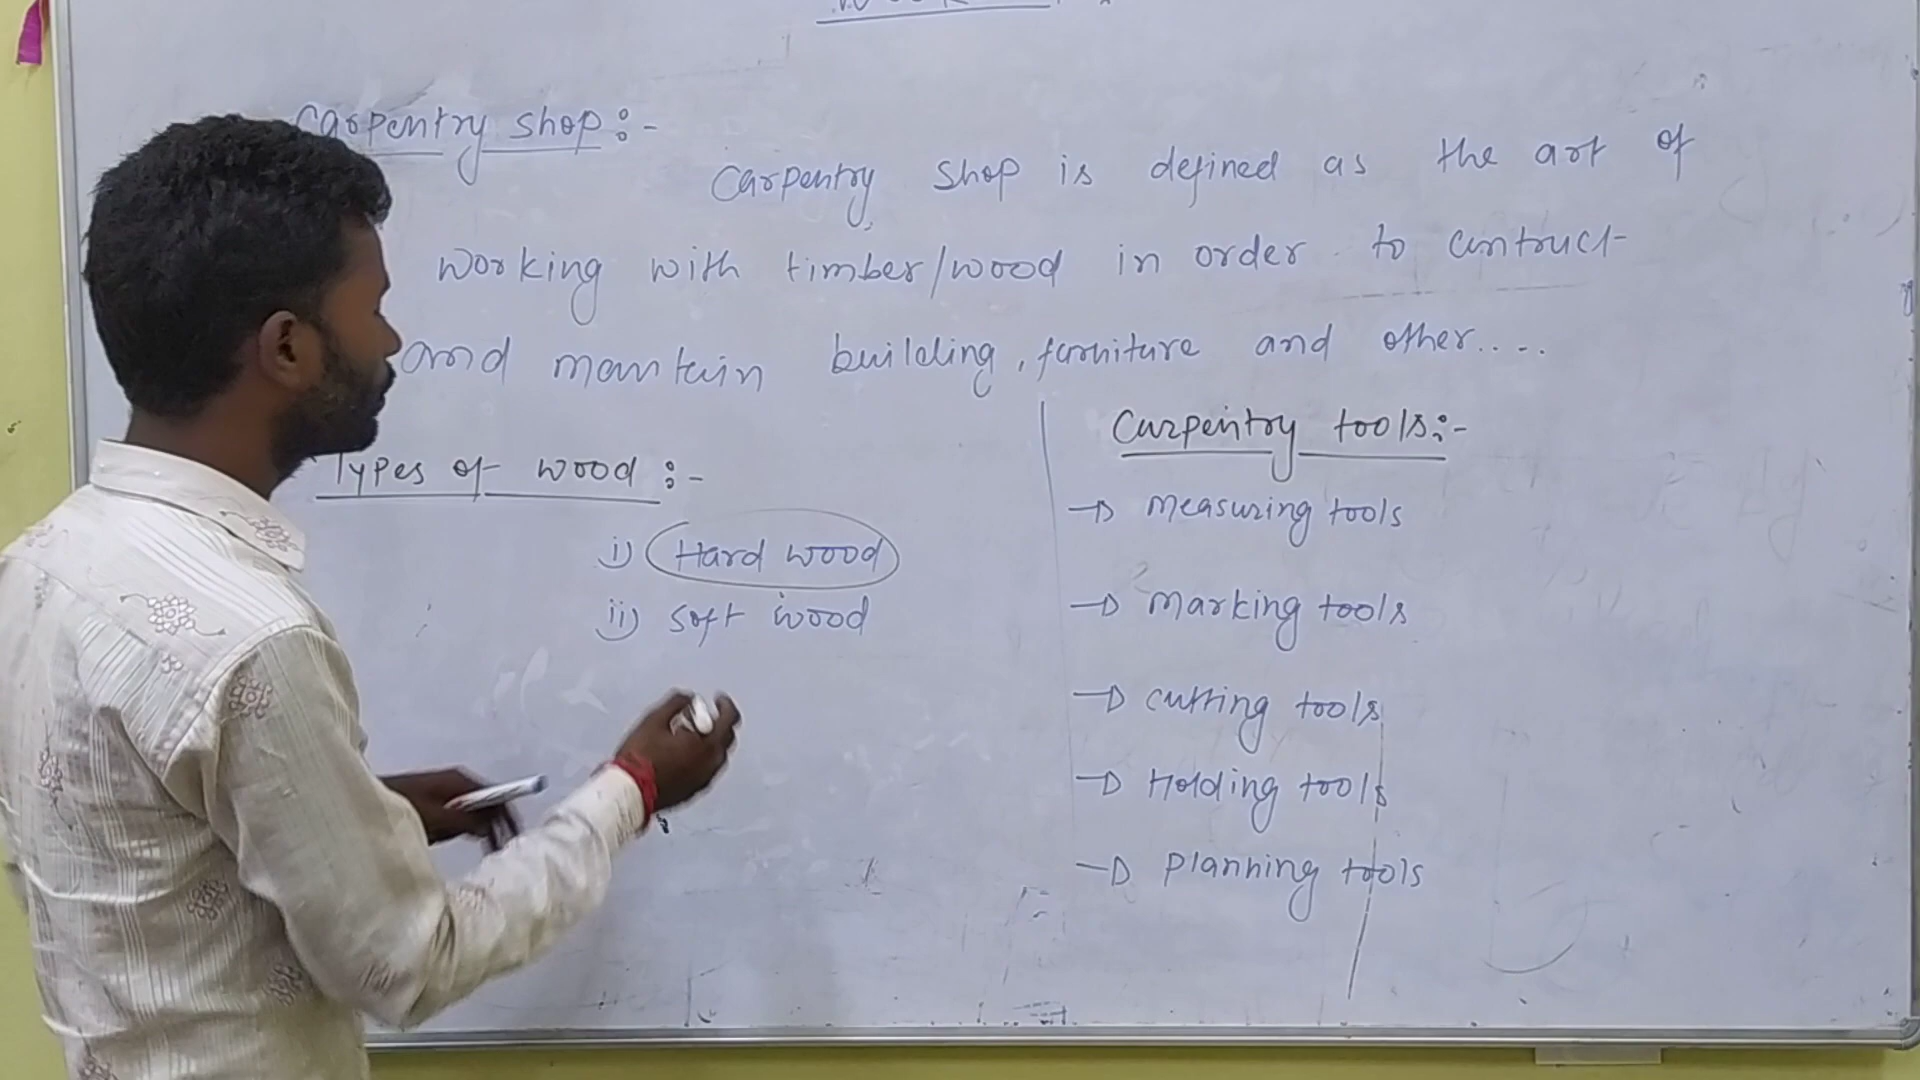 Carpentry shop:-
Carpentry shop is defined as the art of
working with timber/wood in order to contruct
and maintain building, furniture and other....
Types of wood:-
i) Hard wood
ii) Soft wood
Carpentry tools:-
→ Measuring tools
→ Marking tools
→ cutting tools
→ Holding tools
→ Planning tools